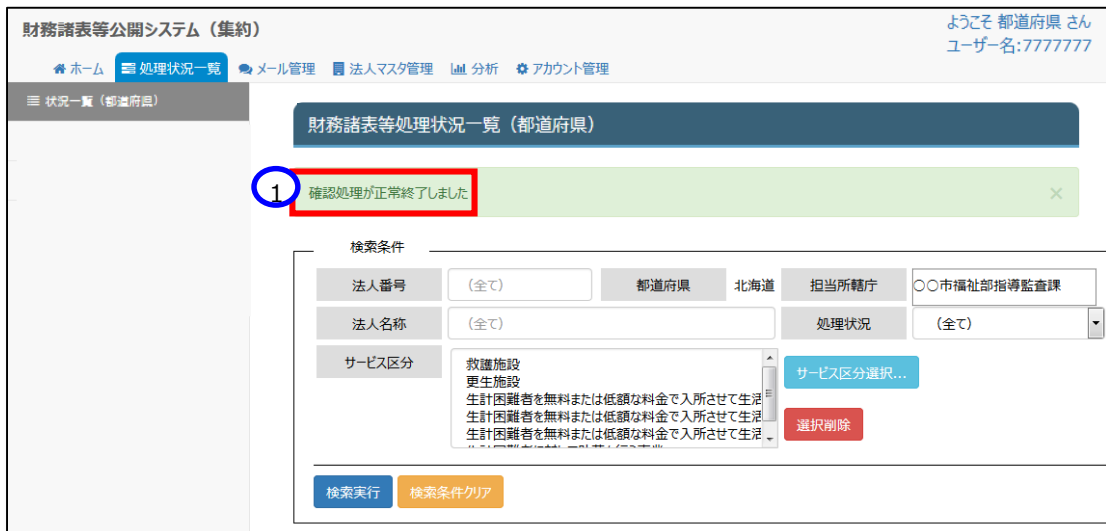 財務諸表等公開システム（集約）
ようこそ 都道府県 さん
ユーザー名:7777777
ホーム 処理状況一覧 メール管理 法人マスタ管理 分析 アカウント管理
状況一覧（都道府県）
財務諸表等処理状況一覧（都道府県）
1 確認処理が正常終了しました ×
検索条件
法人番号 （全て） 都道府県 北海道 担当所轄庁 〇〇市福祉部指導監査課
法人名称 （全て） 処理状況 （全て）
サービス区分 救護施設
更生施設
サービス区分選択...
生計困難者を無料または低額な料金で入所させて生活
生計困難者を無料または低額な料金で入所させて生活
生計困難者を無料または低額な料金で入所させて生活
選択削除
検索実行 検索条件クリア